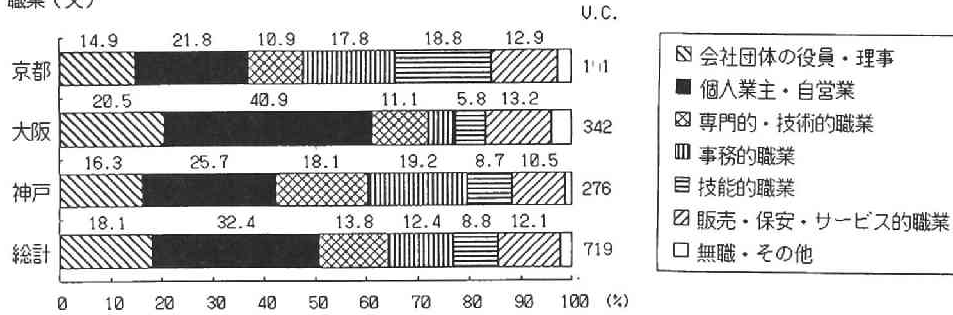 職業(父)
V.C.
14.9 21.8 10.9 17.8 18.8 12.9
京都
20.5 40.9 11.1 5.8 13.2
大阪 342
16.3 25.7 18.1 19.2 8.7 10.5
神戸 276
18.1 32.4 13.8 12.4 8.8 12.1
総計 719
0 10 20 30 40 50 60 70 80 90 100 (%)
会社団体の役員・理事
個人業主・自営業
専門的・技術的職業
事務的職業
技能的職業
販売・保安・サービス的職業
無職・その他